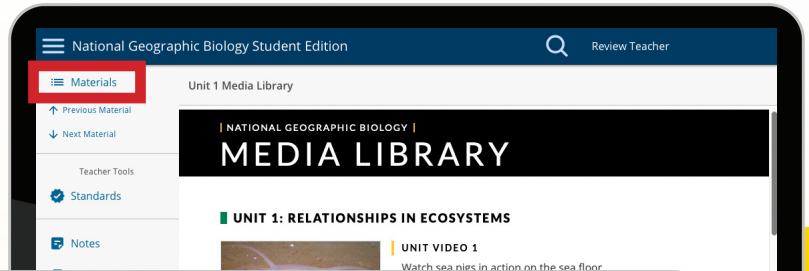 National Geographic Biology Student Edition
Review Teacher
Materials
Previous Material
Next Material
Teacher Tools
Standards
Notes
Unit 1 Media Library
NATIONAL GEOGRAPHIC BIOLOGY
MEDIA LIBRARY
UNIT 1: RELATIONSHIPS IN ECOSYSTEMS
UNIT VIDEO 1
Watch sea pigs in action on the sea floor